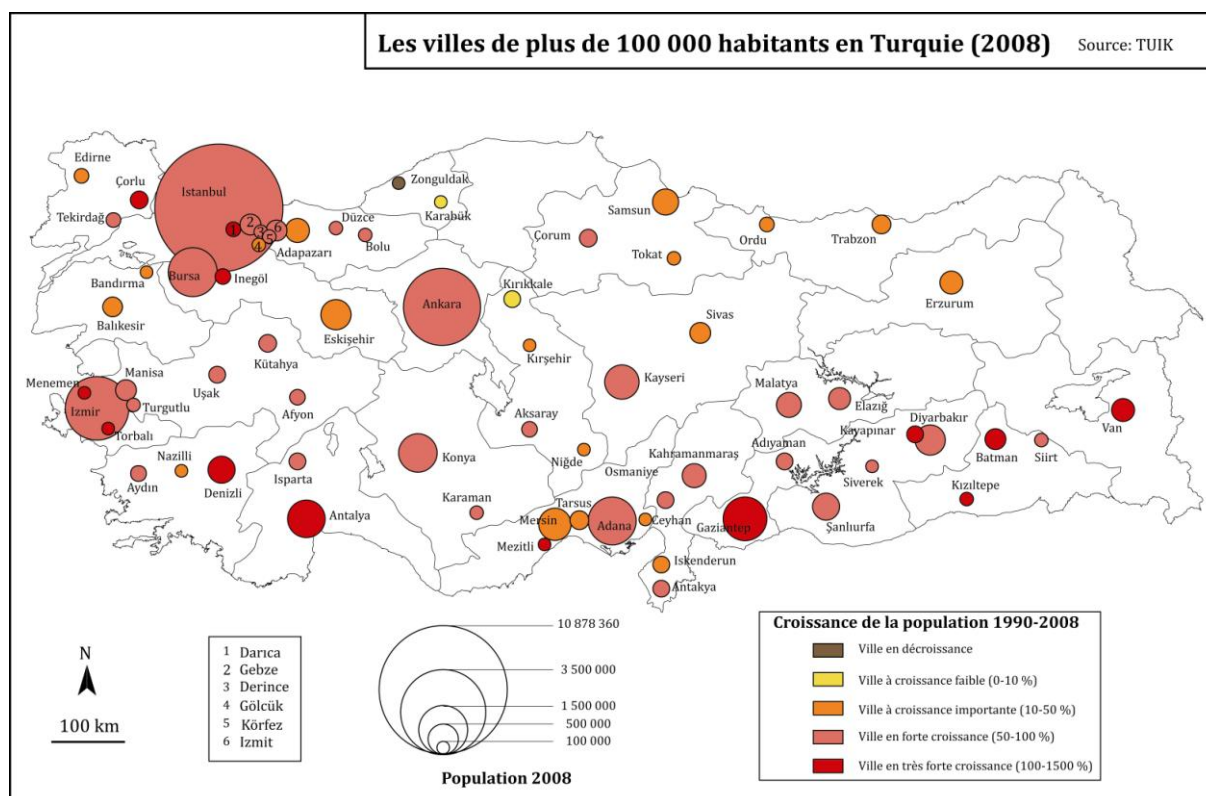 Les villes de plus de 100 000 habitants en Turquie (2008) Source: TUIK
Edirne
Çorlu
Tekirdağ
Istanbul
1
2
3
4
5
6
Adapazarı
Düzce
Bolu
Zonguldak
Karabük
Samsun
Çorum
Tokat
Ordu
Trabzon
Erzurum
Bandırma
Bursa
Inegöl
Balıkesir
Eskişehir
Ankara
Kırıkkale
Kırşehir
Sivas
Kütahya
Menemen
Manisa
Izmir
Turgutlu
Torbalı
Uşak
Afyon
Aksaray
Kayseri
Malatya
Elazığ
Kayapınar
Diyarbakır
Batman
Siirt
Van
Nazilli
Aydın
Denizli
Isparta
Antalya
Konya
Karaman
Niğde
Osmaniye
Kahramanmaraş
Adıyaman
Siverek
Kızıltepe
Tarsus
Mersin
Mezitli
Adana
Ceyhan
Gaziantep
Şanlıurfa
Iskenderun
Antakya
N
100 km
1 Darıca
2 Gebze
3 Derince
4 Gölcük
5 Körfez
6 Izmit
10 878 360
3 500 000
1 500 000
500 000
100 000
Population 2008
Croissance de la population 1990-2008
Ville en décroissance
Ville à croissance faible (0-10 %)
Ville à croissance importante (10-50 %)
Ville en forte croissance (50-100 %)
Ville en très forte croissance (100-1500 %)